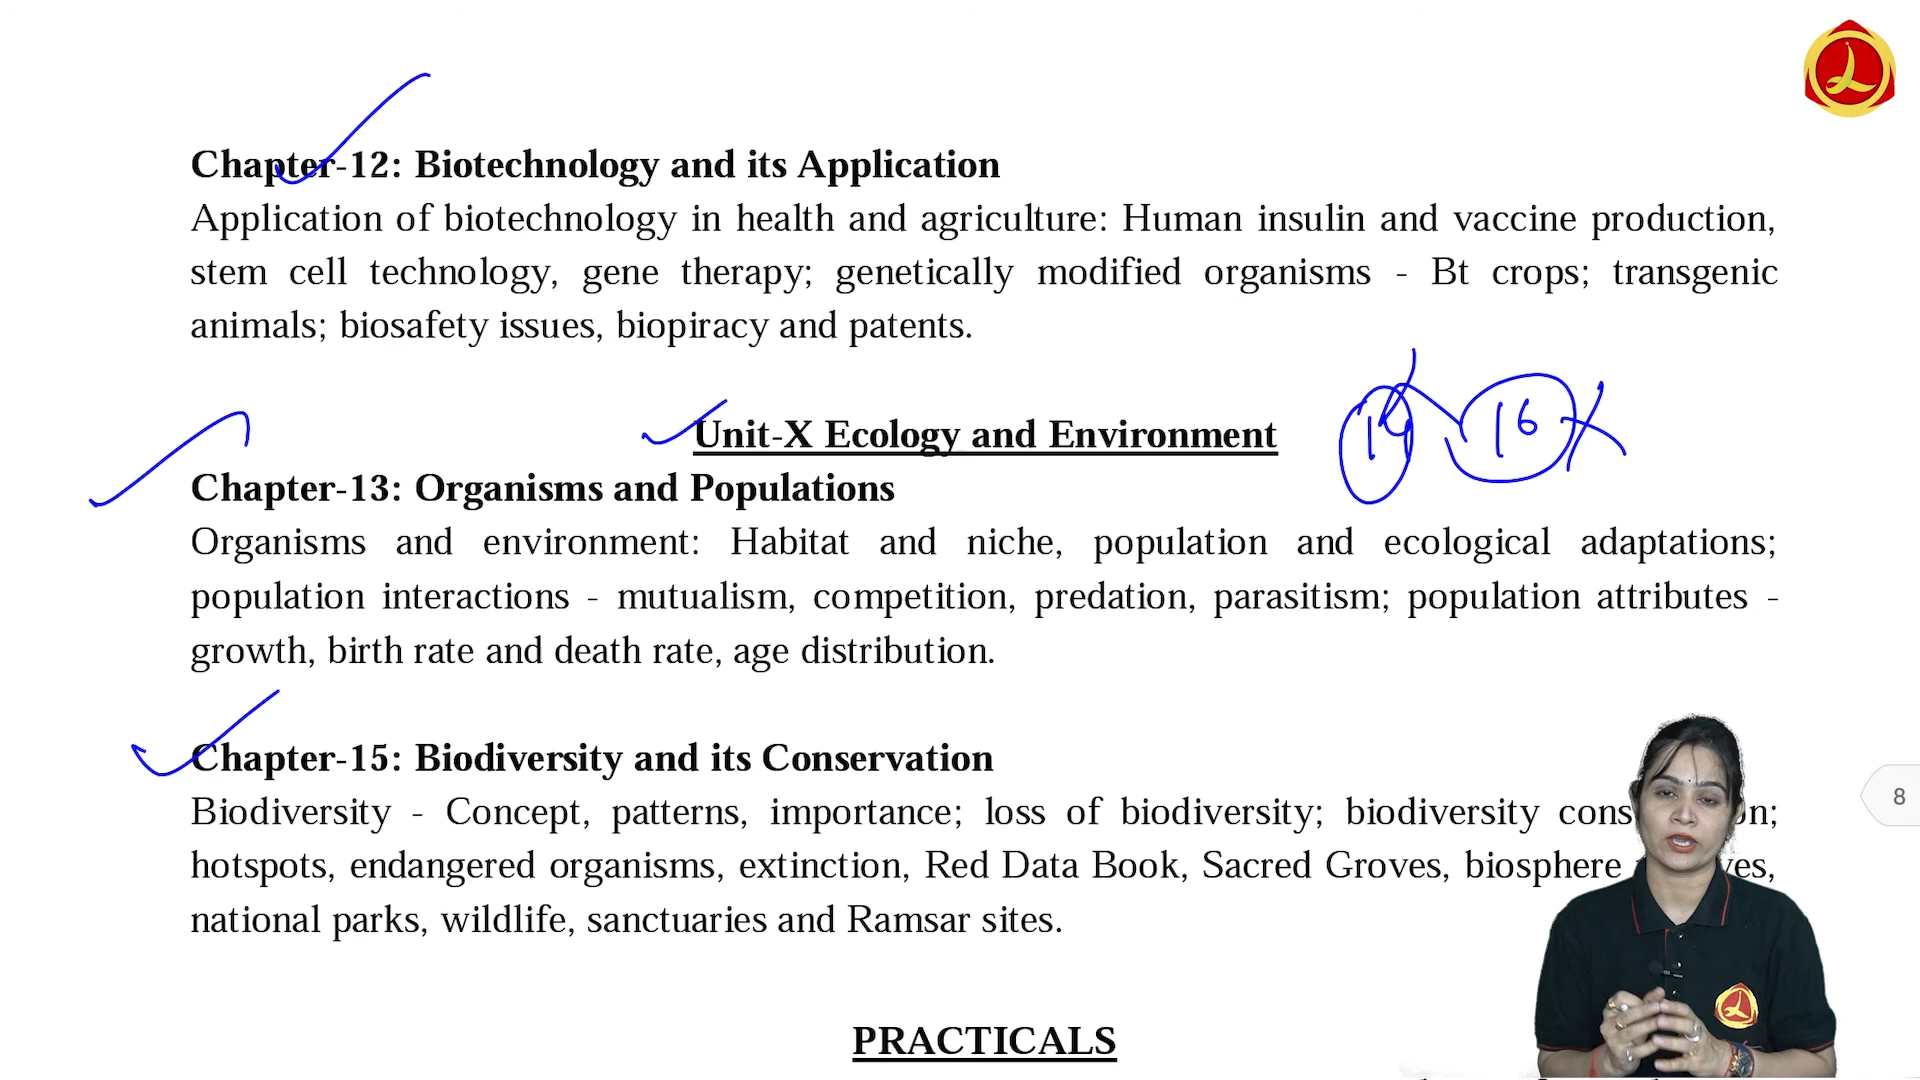 Chapter-12: Biotechnology and its Application
Application of biotechnology in health and agriculture: Human insulin and vaccine production,
stem cell technology, gene therapy; genetically modified organisms - Bt crops; transgenic
animals; biosafety issues, biopiracy and patents.
Unit-X Ecology and Environment 14 16
Chapter-13: Organisms and Populations
Organisms and environment: Habitat and niche, population and ecological adaptations;
population interactions - mutualism, competition, predation, parasitism; population attributes -
growth, birth rate and death rate, age distribution.
Chapter-15: Biodiversity and its Conservation
Biodiversity - Concept, patterns, importance; loss of biodiversity; biodiversity
hotspots, endangered organisms, extinction, Red Data Book, Sacred Groves, biosphere
national parks, wildlife, sanctuaries and Ramsar sites.
8
PRACTICALS